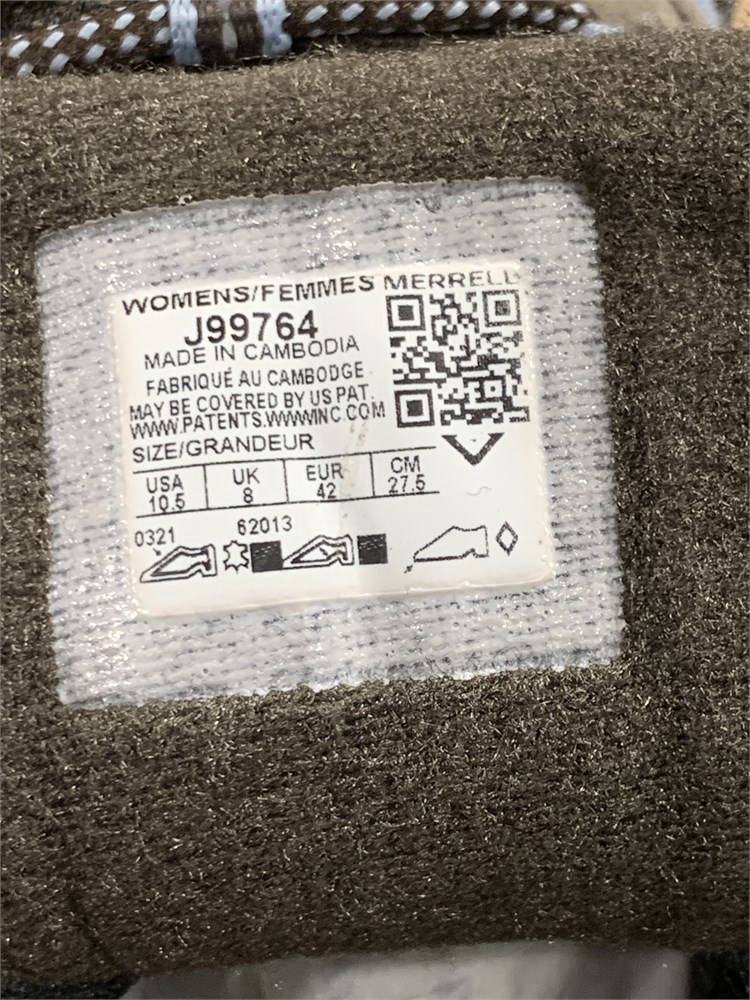 WOMENS/FEMMES MERRELL
J99764
MADE IN CAMBODIA
FABRIQUÉ AU CAMBODGE
MAY BE COVERED BY US PAT.
WWW.PATENTS.WWWINC.COM
SIZE/GRANDEUR
USA UK EUR CM
10.5 8 42 27.5
0321 62013